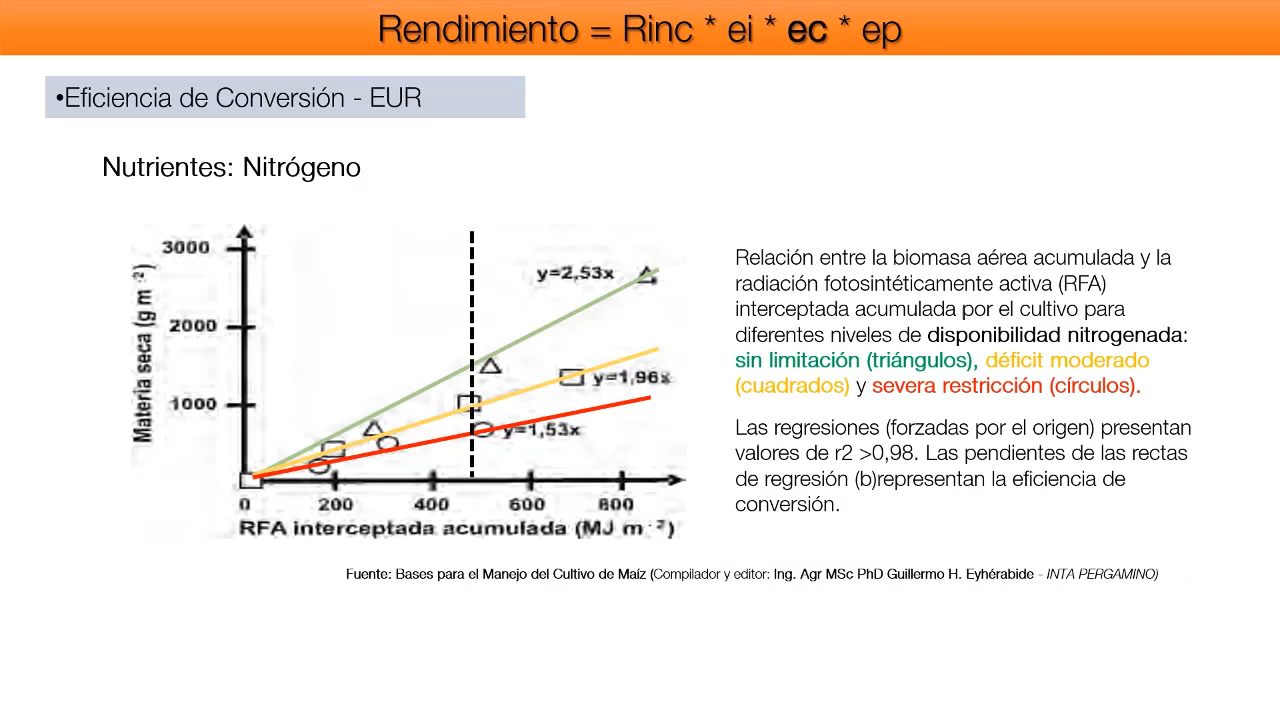 Rendimiento = Rinc * ei * ec * ep
•Eficiencia de Conversión - EUR
Nutrientes: Nitrógeno
3000
2000
1000
Materia seca (g m -2)
y=2,53x
y=1,96x
y=1,53x
0 200 400 600 800
RFA interceptada acumulada (MJ m -2)
Relación entre la biomasa aérea acumulada y la
radiación fotosintéticamente activa (RFA)
interceptada acumulada por el cultivo para
diferentes niveles de disponibilidad nitrogenada:
sin limitación (triángulos), déficit moderado
(cuadrados) y severa restricción (círculos).
Las regresiones (forzadas por el origen) presentan
valores de r2 >0,98. Las pendientes de las rectas
de regresión (b)representan la eficiencia de
conversión.
Fuente: Bases para el Manejo del Cultivo de Maíz (Compilador y editor: Ing. Agr MSc PhD Guillermo H. Eyhérabide - INTA PERGAMINO)